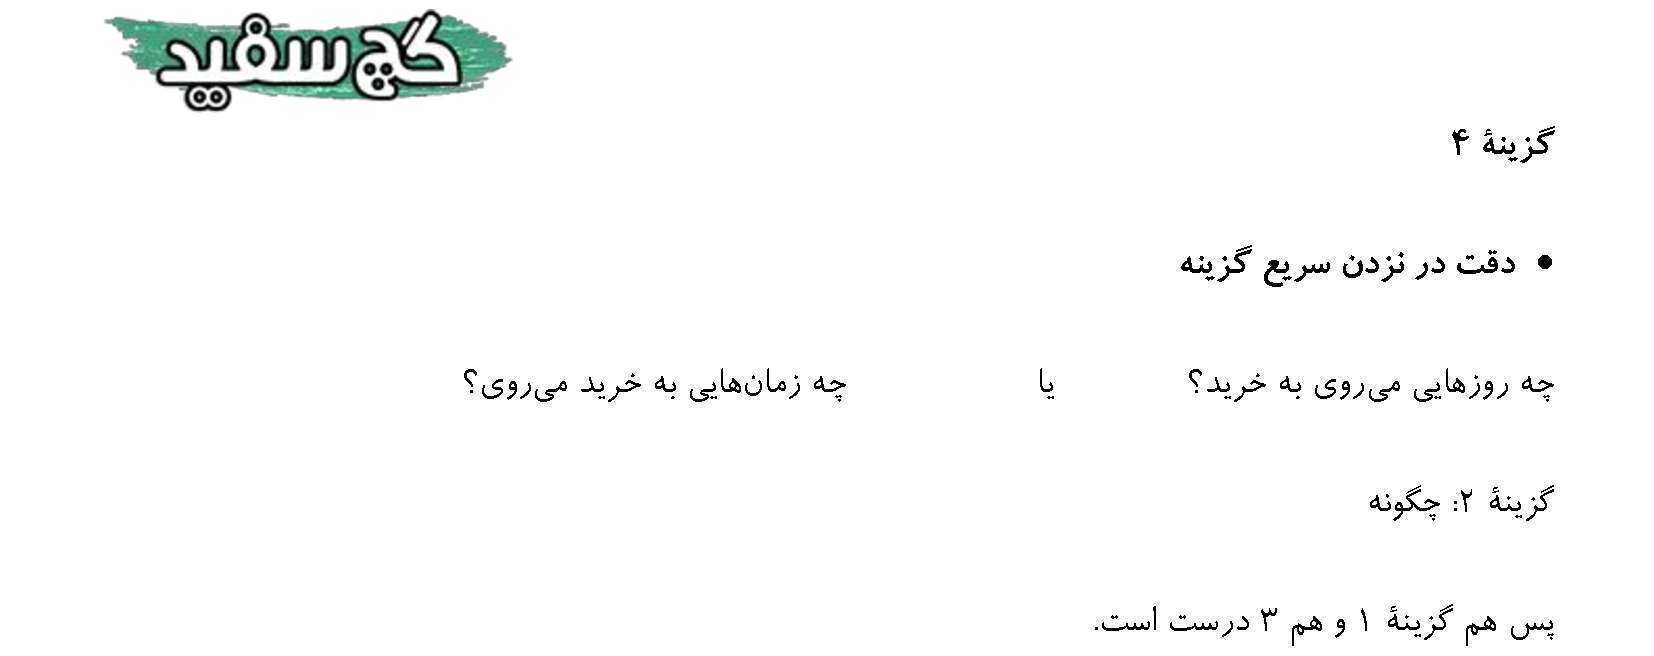 گچ سفید
گزینهٔ ۴
• دقت در نزدن سریع گزینه
چه روزهایی می‌روی به خرید؟ یا چه زمان‌هایی به خرید می‌روی؟
گزینهٔ ۲: چگونه
پس هم گزینهٔ ۱ و هم ۳ درست است.